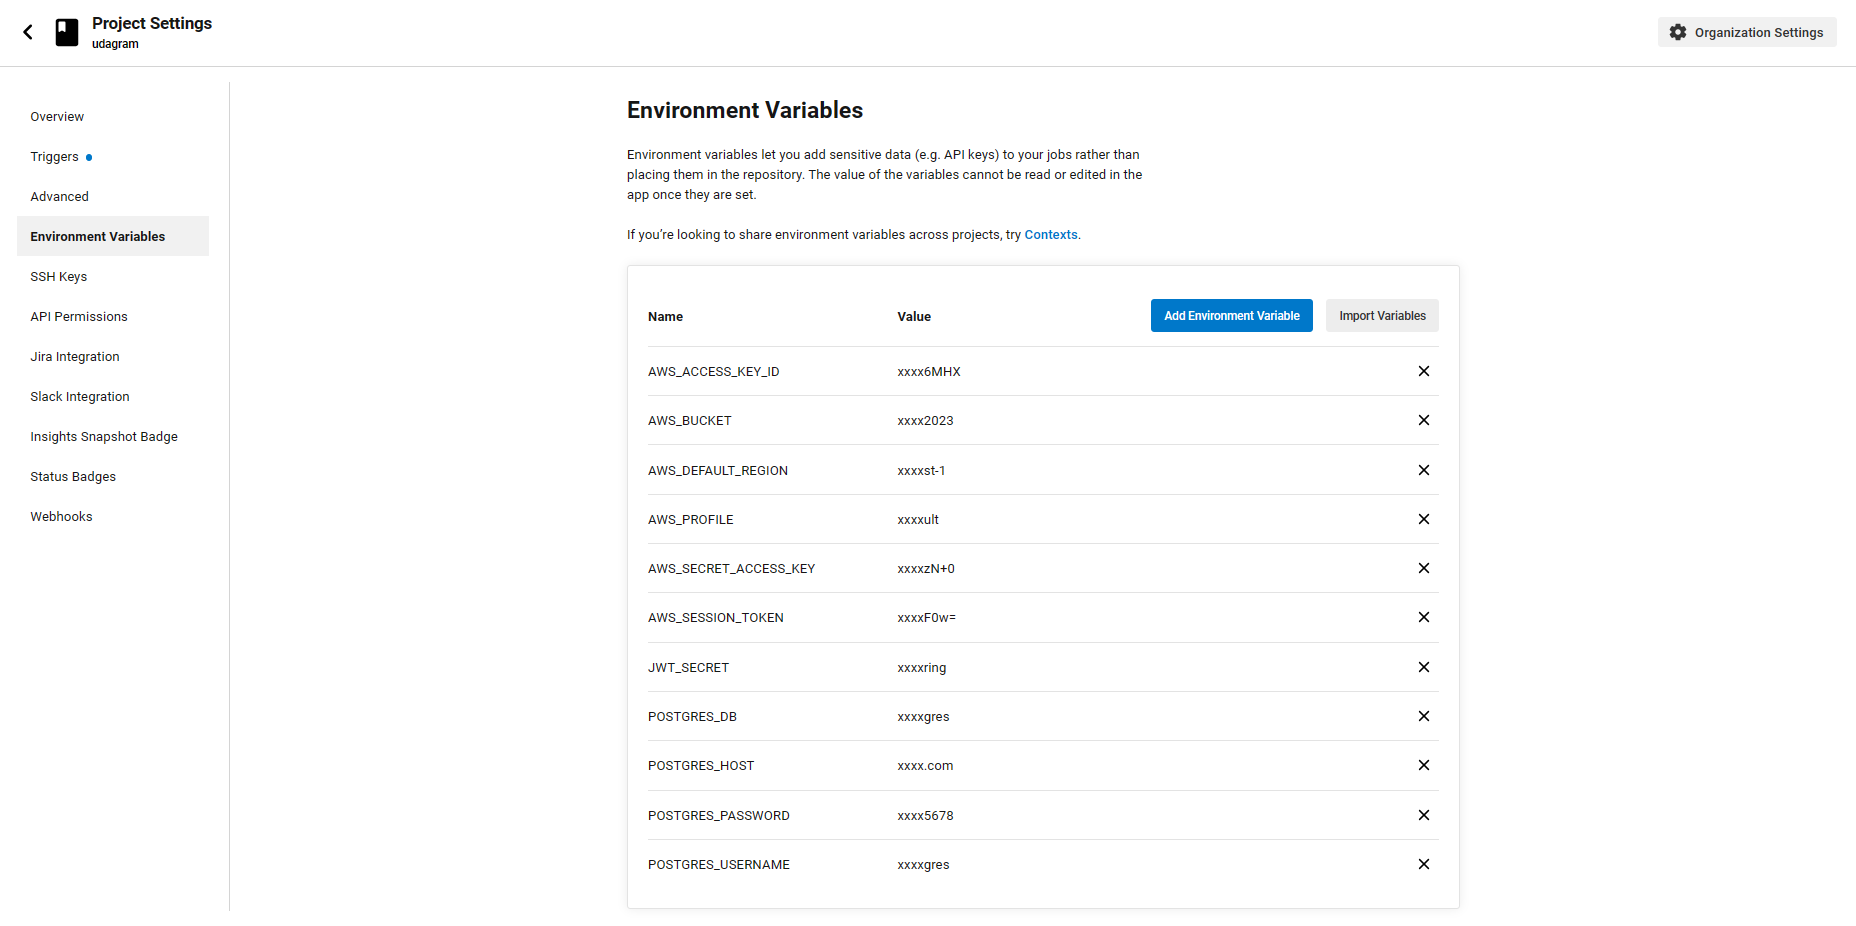 Project Settings
udagram
Organization Settings
Overview
Triggers
Advanced
Environment Variables
SSH Keys
API Permissions
Jira Integration
Slack Integration
Insights Snapshot Badge
Status Badges
Webhooks
Environment Variables
Environment variables let you add sensitive data (e.g. API keys) to your jobs rather than
placing them in the repository. The value of the variables cannot be read or edited in the
app once they are set.
If you’re looking to share environment variables across projects, try Contexts.
Name Value Add Environment Variable Import Variables
AWS_ACCESS_KEY_ID xxxx6MHX
AWS_BUCKET xxxx2023
AWS_DEFAULT_REGION xxxxst-1
AWS_PROFILE xxxxult
AWS_SECRET_ACCESS_KEY xxxxzN+0
AWS_SESSION_TOKEN xxxxF0w=
JWT_SECRET xxxxring
POSTGRES_DB xxxxgres
POSTGRES_HOST xxxx.com
POSTGRES_PASSWORD xxxx5678
POSTGRES_USERNAME xxxxgres